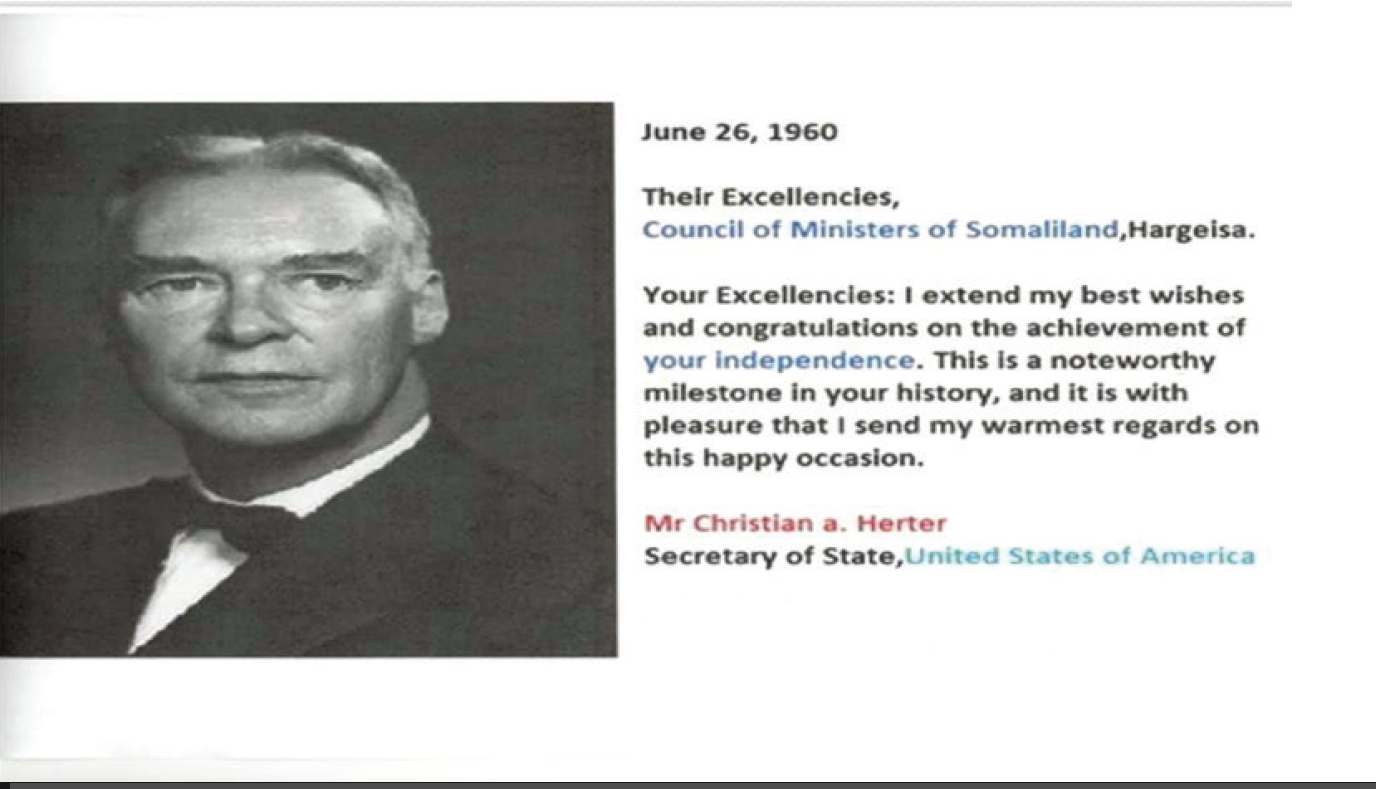 June 26, 1960
Their Excellencies,
Council of Ministers of Somaliland,Hargeisa.
Your Excellencies: I extend my best wishes
and congratulations on the achievement of
your independence. This is a noteworthy
milestone in your history, and it is with
pleasure that I send my warmest regards on
this happy occasion.
Mr Christian a. Herter
Secretary of State,United States of America